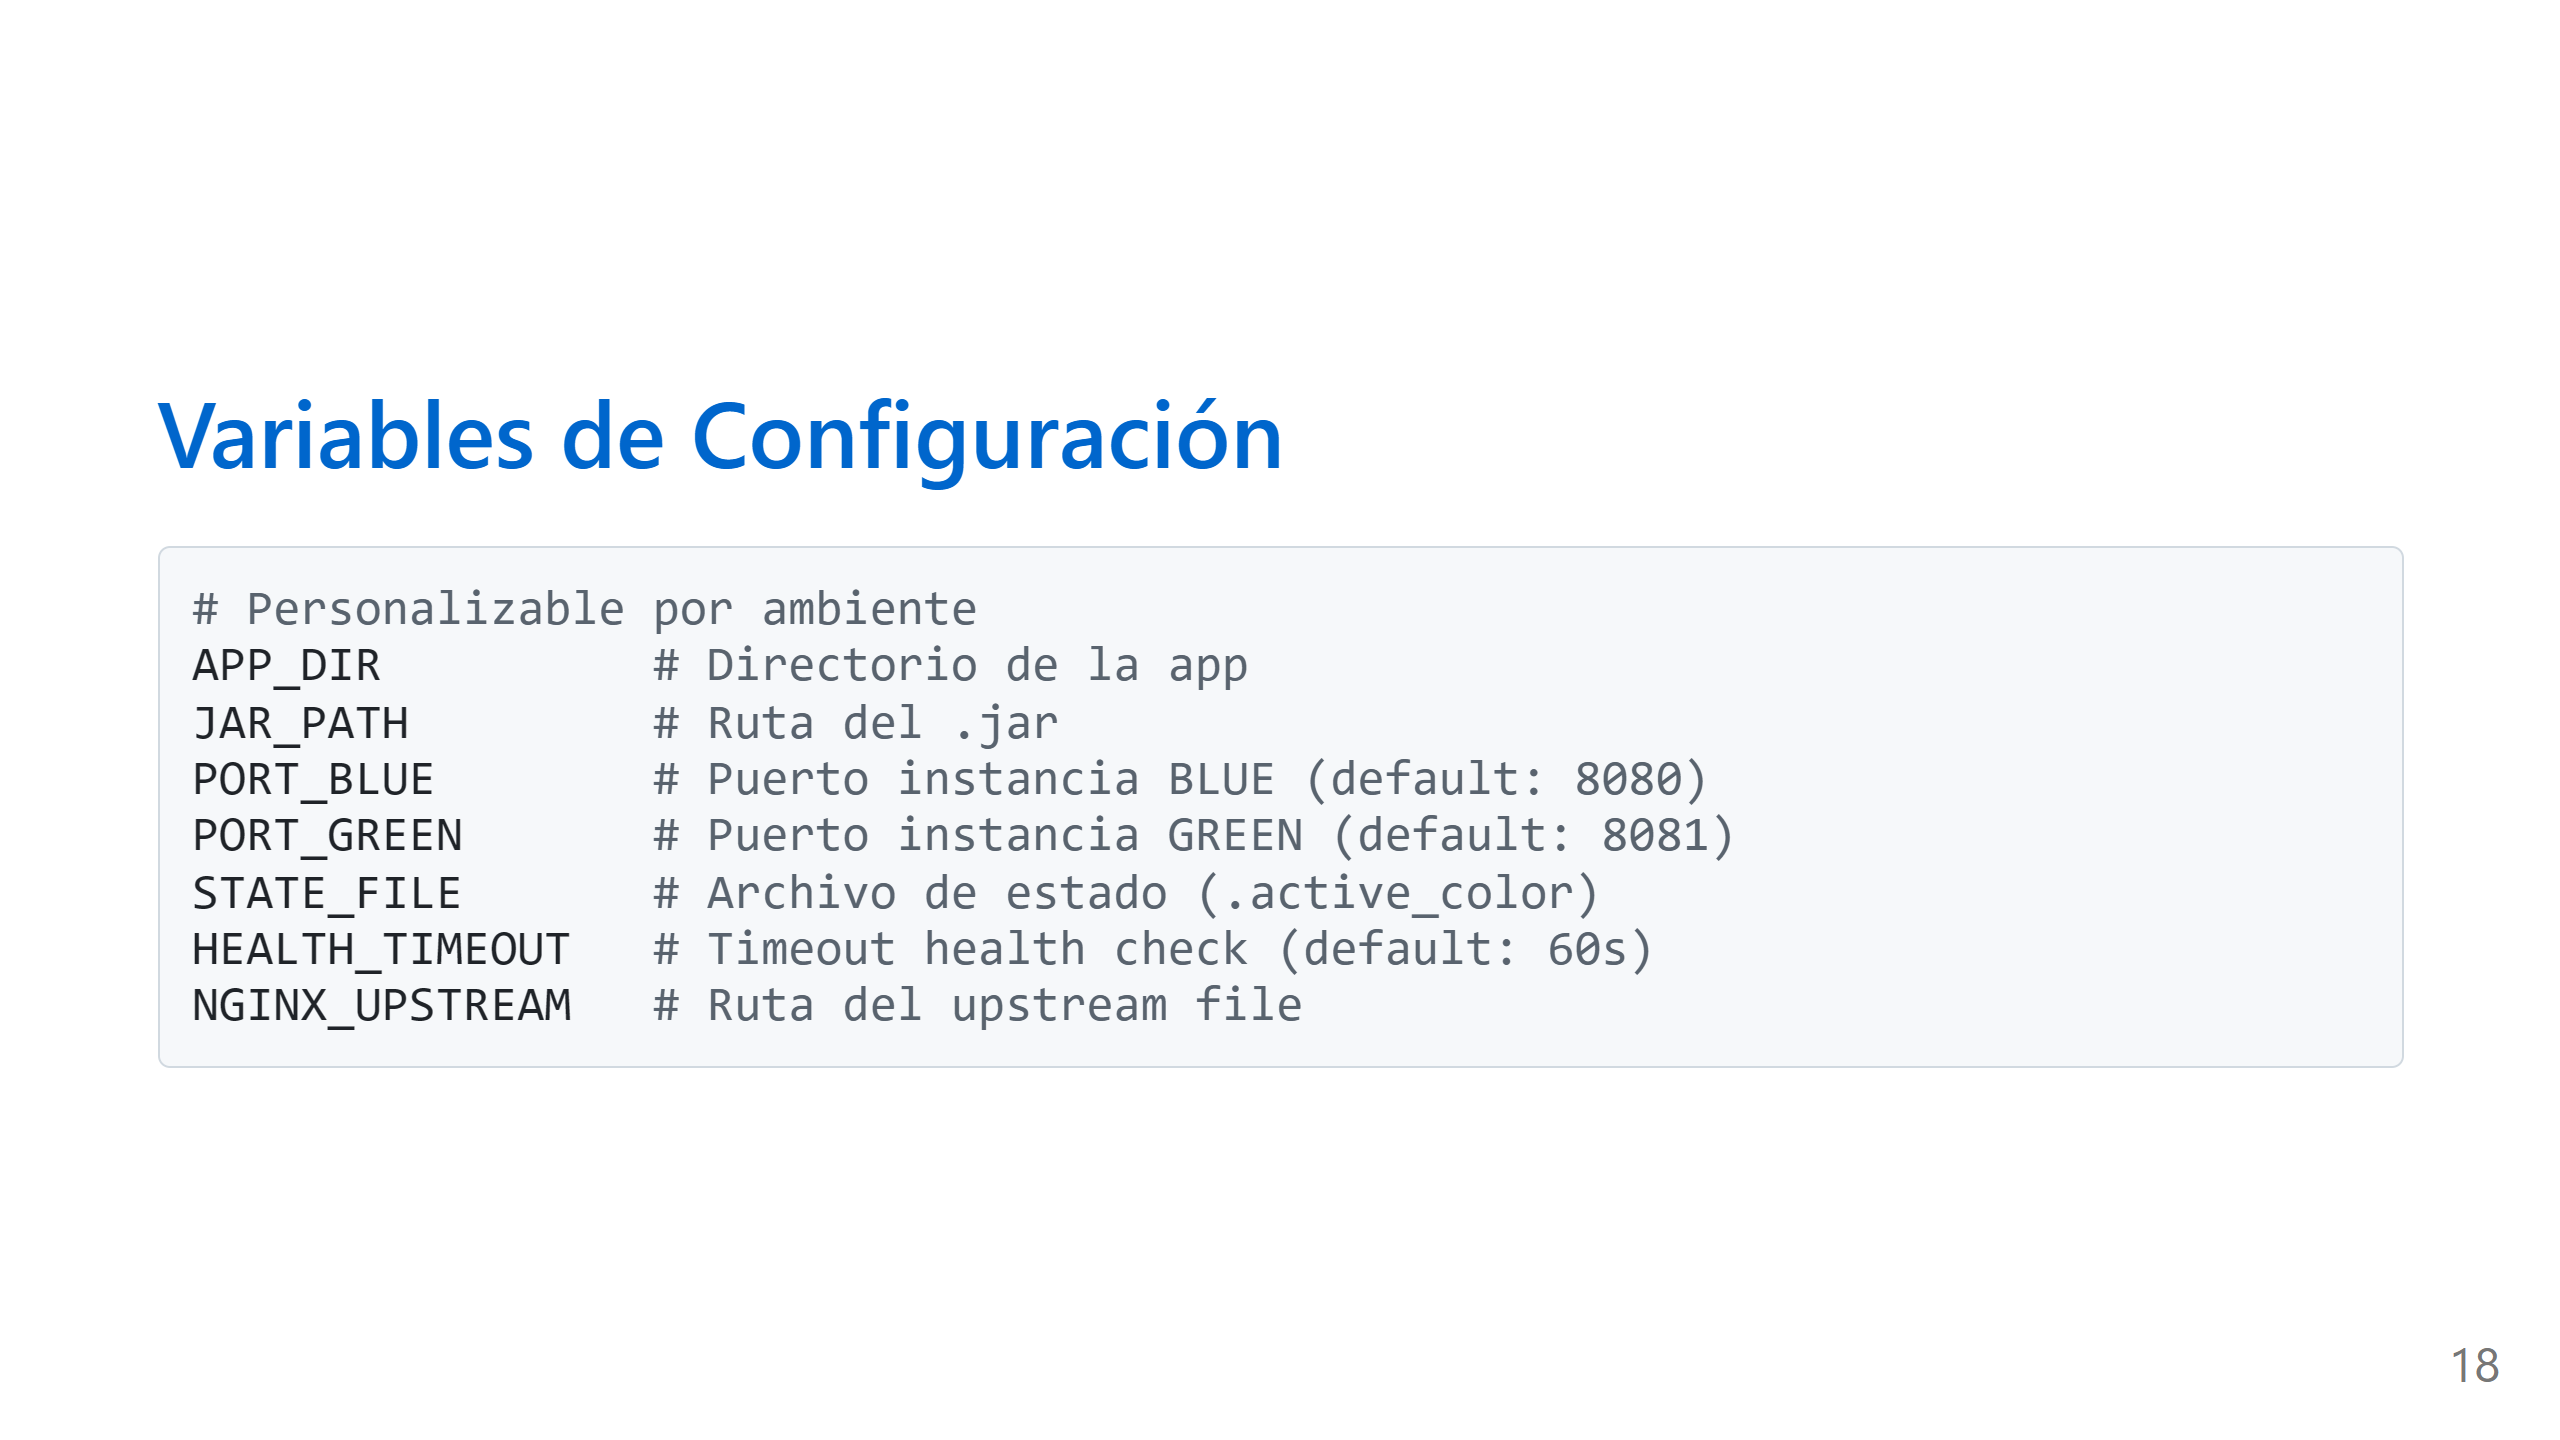 Variables de Configuración
# Personalizable por ambiente
APP_DIR          # Directorio de la app
JAR_PATH         # Ruta del .jar
PORT_BLUE        # Puerto instancia BLUE (default: 8080)
PORT_GREEN       # Puerto instancia GREEN (default: 8081)
STATE_FILE       # Archivo de estado (.active_color)
HEALTH_TIMEOUT   # Timeout health check (default: 60s)
NGINX_UPSTREAM   # Ruta del upstream file
18